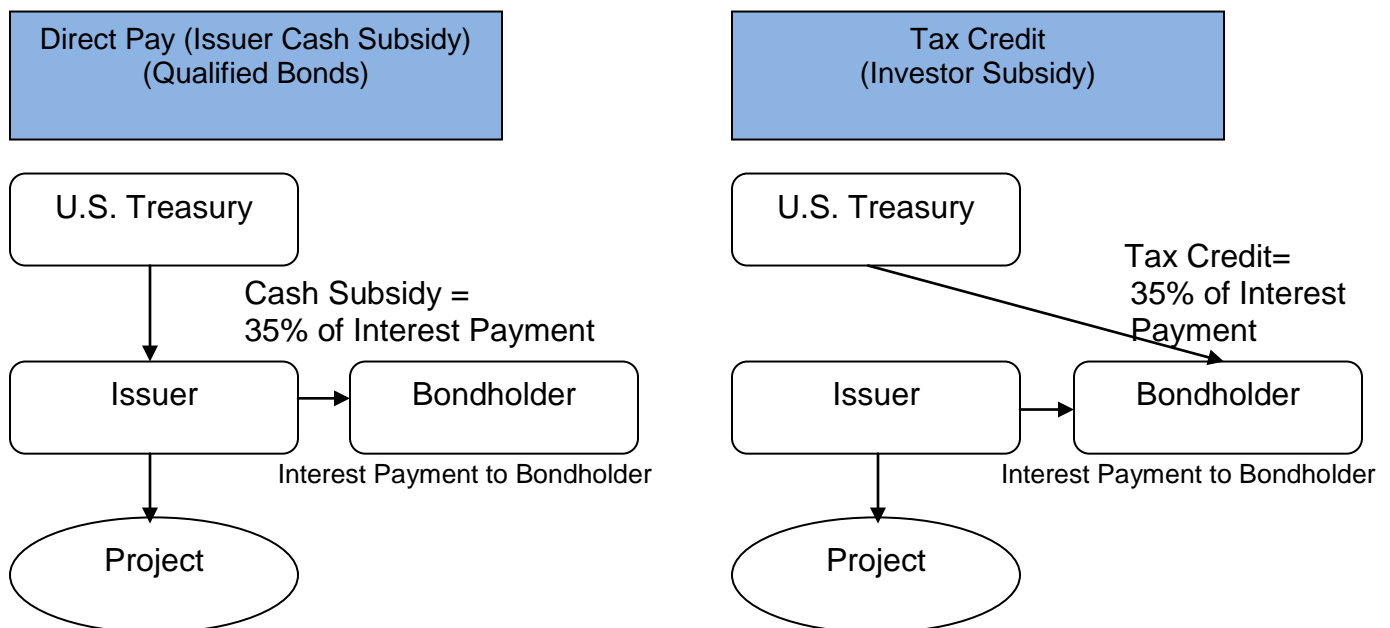 Direct Pay (Issuer Cash Subsidy)
(Qualified Bonds)
U.S. Treasury
Cash Subsidy =
35% of Interest Payment
Issuer
Bondholder
Interest Payment to Bondholder
Project
Tax Credit
(Investor Subsidy)
U.S. Treasury
Tax Credit=
35% of Interest
Payment
Issuer
Bondholder
Interest Payment to Bondholder
Project